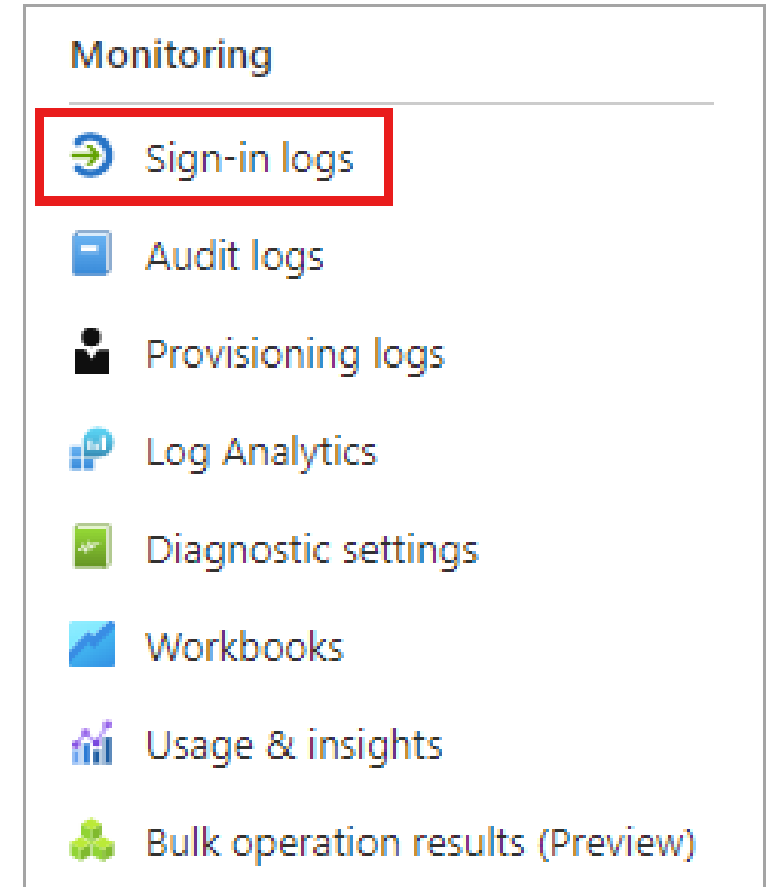 Monitoring
Sign-in logs
Audit logs
Provisioning logs
Log Analytics
Diagnostic settings
Workbooks
Usage & insights
Bulk operation results (Preview)